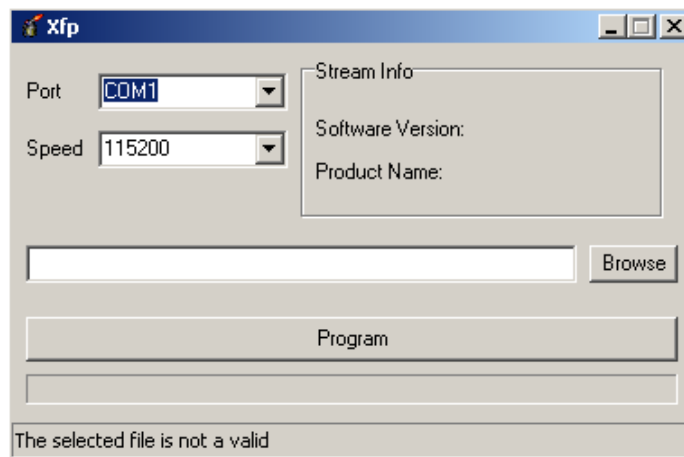 Xfp
Port COM1
Speed 115200
Stream Info
Software Version:
Product Name:
Browse
Program
The selected file is not a valid